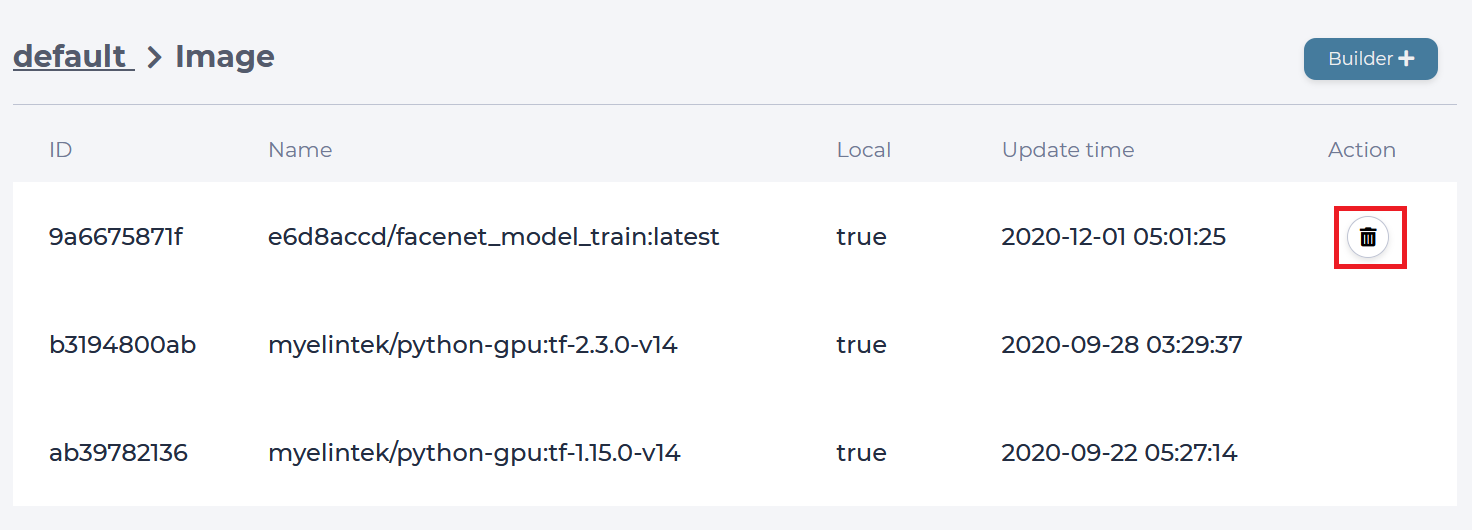 default > Image
Builder +
ID Name Local Update time Action
9a6675871f e6d8accd/facenet_model_train:latest true 2020-12-01 05:01:25
b3194800ab myelintek/python-gpu:tf-2.3.0-v14 true 2020-09-28 03:29:37
ab39782136 myelintek/python-gpu:tf-1.15.0-v14 true 2020-09-22 05:27:14